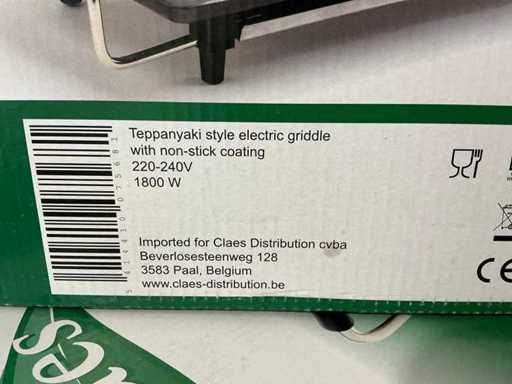 Teppanyaki style electric griddle
with non-stick coating
220-240V
1800 W
Imported for Claes Distribution cvba
Beverlosesteenweg 128
3583 Paal, Belgium
www.claes-distribution.be
CE